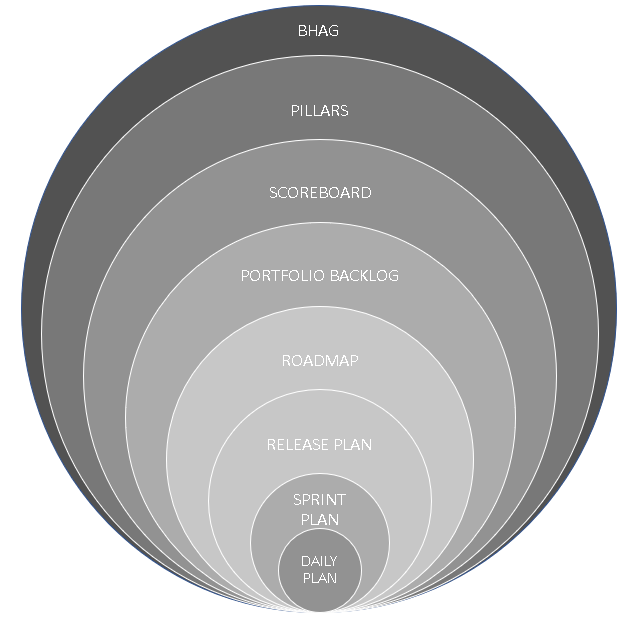 BHAG
PILLARS
SCOREBOARD
PORTFOLIO BACKLOG
ROADMAP
RELEASE PLAN
SPRINT
PLAN
DAILY
PLAN